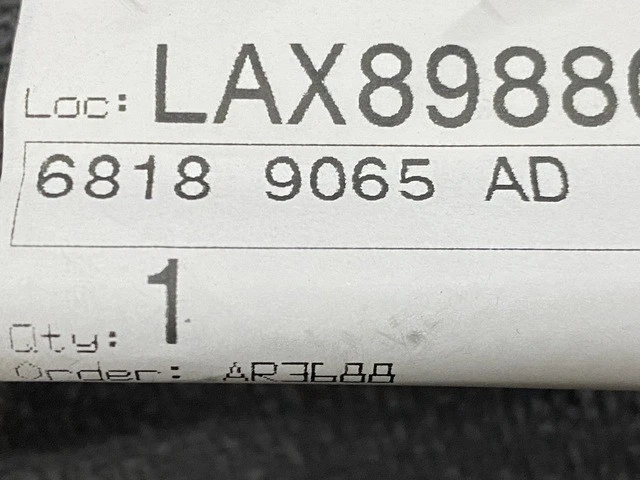 Loc: LAX8988
6818 9065 AD
Qty: 1
Order: AR3688